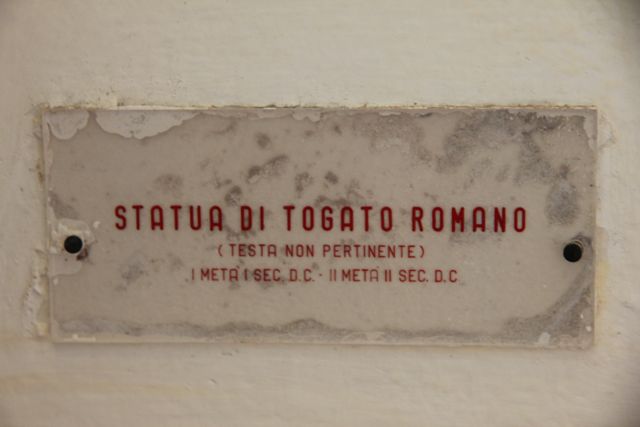 STATUA DI TOGATO ROMANO
(TESTA NON PERTINENTE)
I METÀ I SEC. D.C. - II METÀ II SEC. D.C